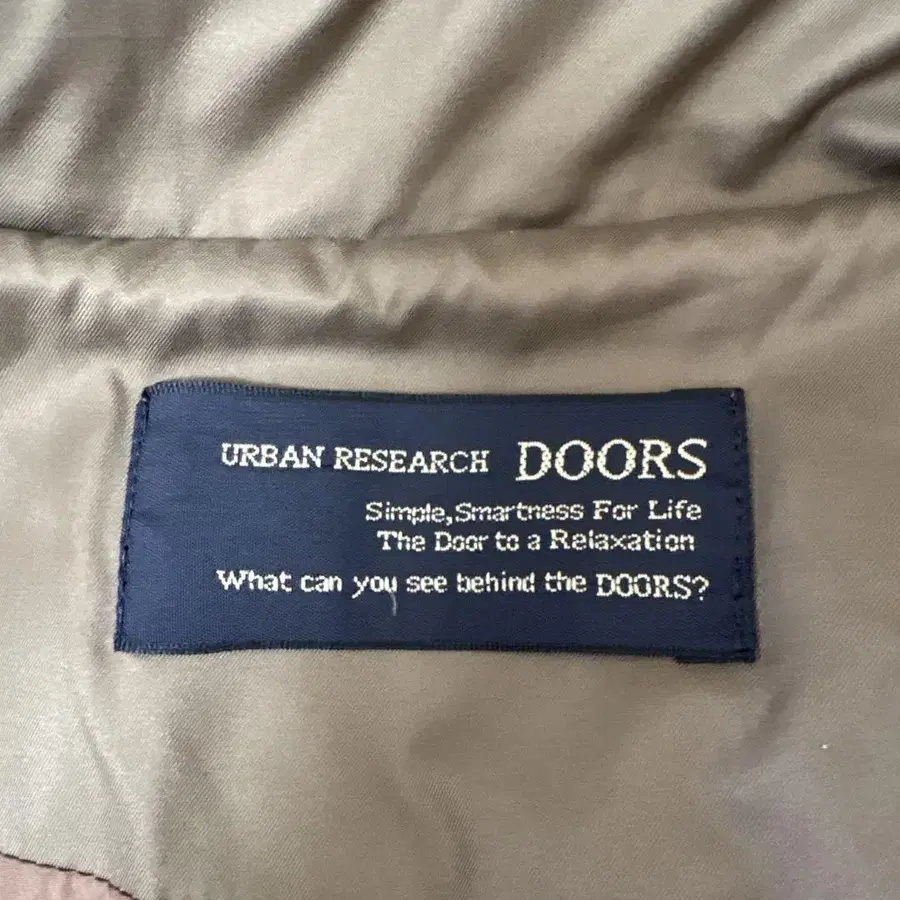 URBAN RESEARCH DOORS
Simple,Smartness For Life
The Door to a Relaxation
What can you see behind the DOORS?